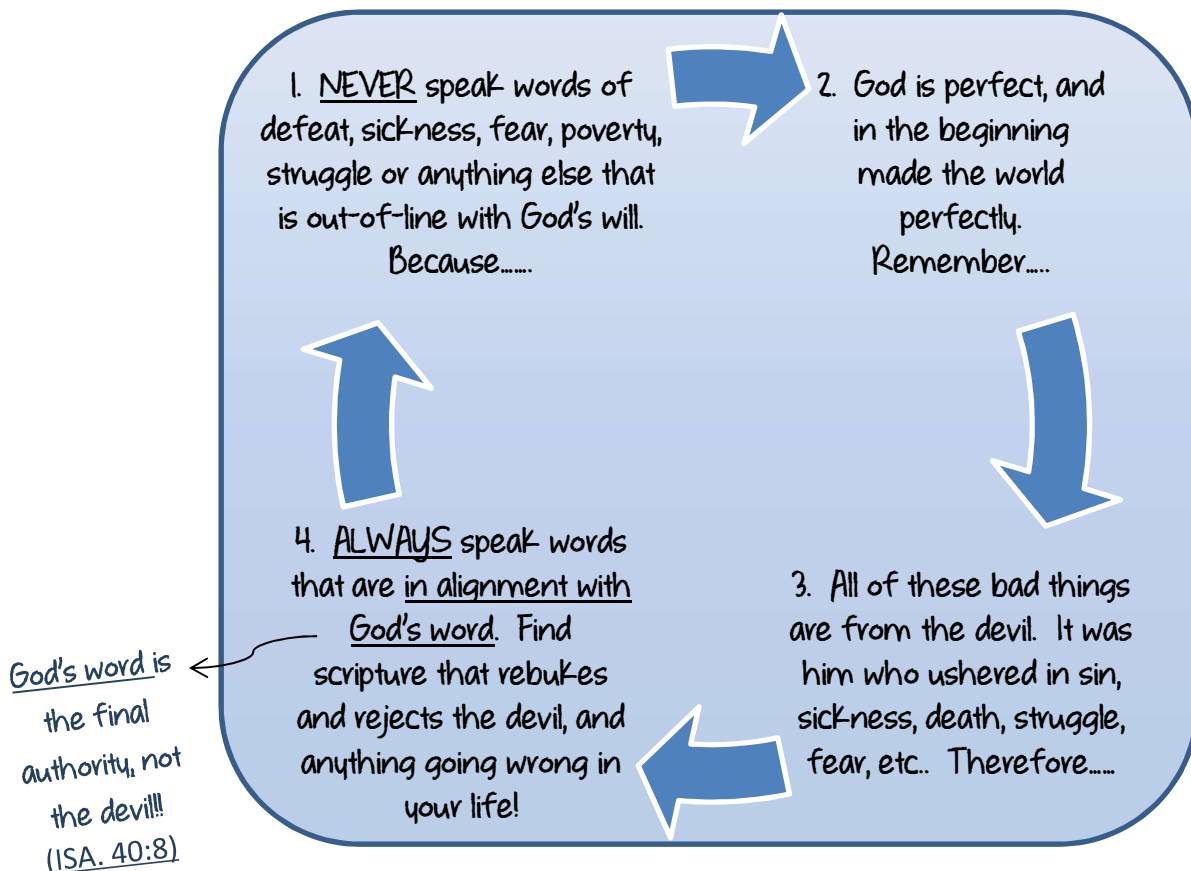 1. NEVER speak words of
defeat, sickness, fear, poverty,
struggle or anything else that
is out-of-line with God's will.
Because.......
2. God is perfect, and
in the beginning
made the world
perfectly.
Remember.....
3. All of these bad things
are from the devil. It was
him who ushered in sin,
sickness, death, struggle,
fear, etc.. Therefore......
4. ALWAYS speak words
that are in alignment with
God's word. Find
scripture that rebukes
and rejects the devil, and
anything going wrong in
your life!
God's word is
the final
authority, not
the devil!!!
(ISA. 40:8)